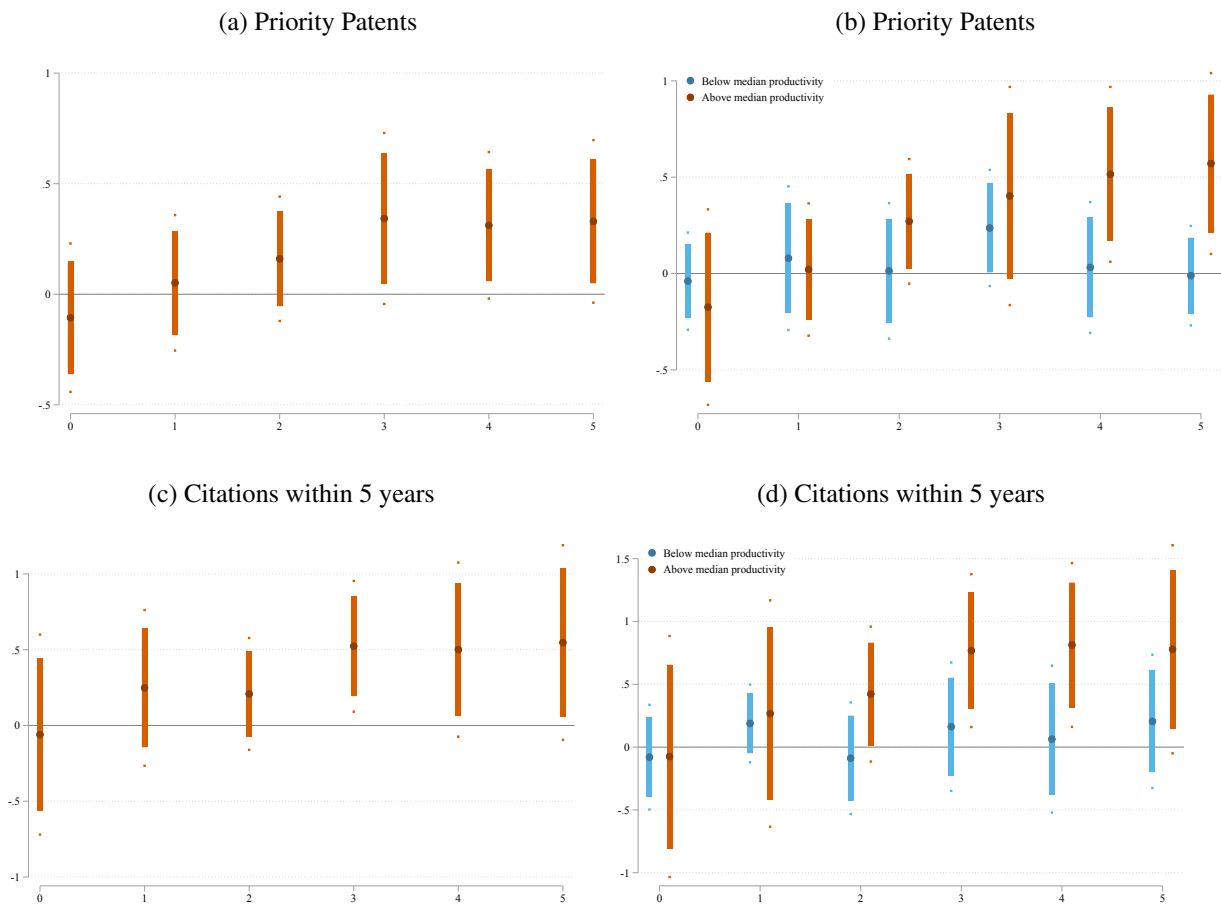 (a) Priority Patents
1
.5
0
-.5
0 1 2 3 4 5
(b) Priority Patents
Below median productivity
Above median productivity
1
.5
0
-.5
0 1 2 3 4 5
(c) Citations within 5 years
1
.5
0
-.5
-1
0 1 2 3 4 5
(d) Citations within 5 years
Below median productivity
Above median productivity
1.5
1
.5
0
-.5
-1
0 1 2 3 4 5